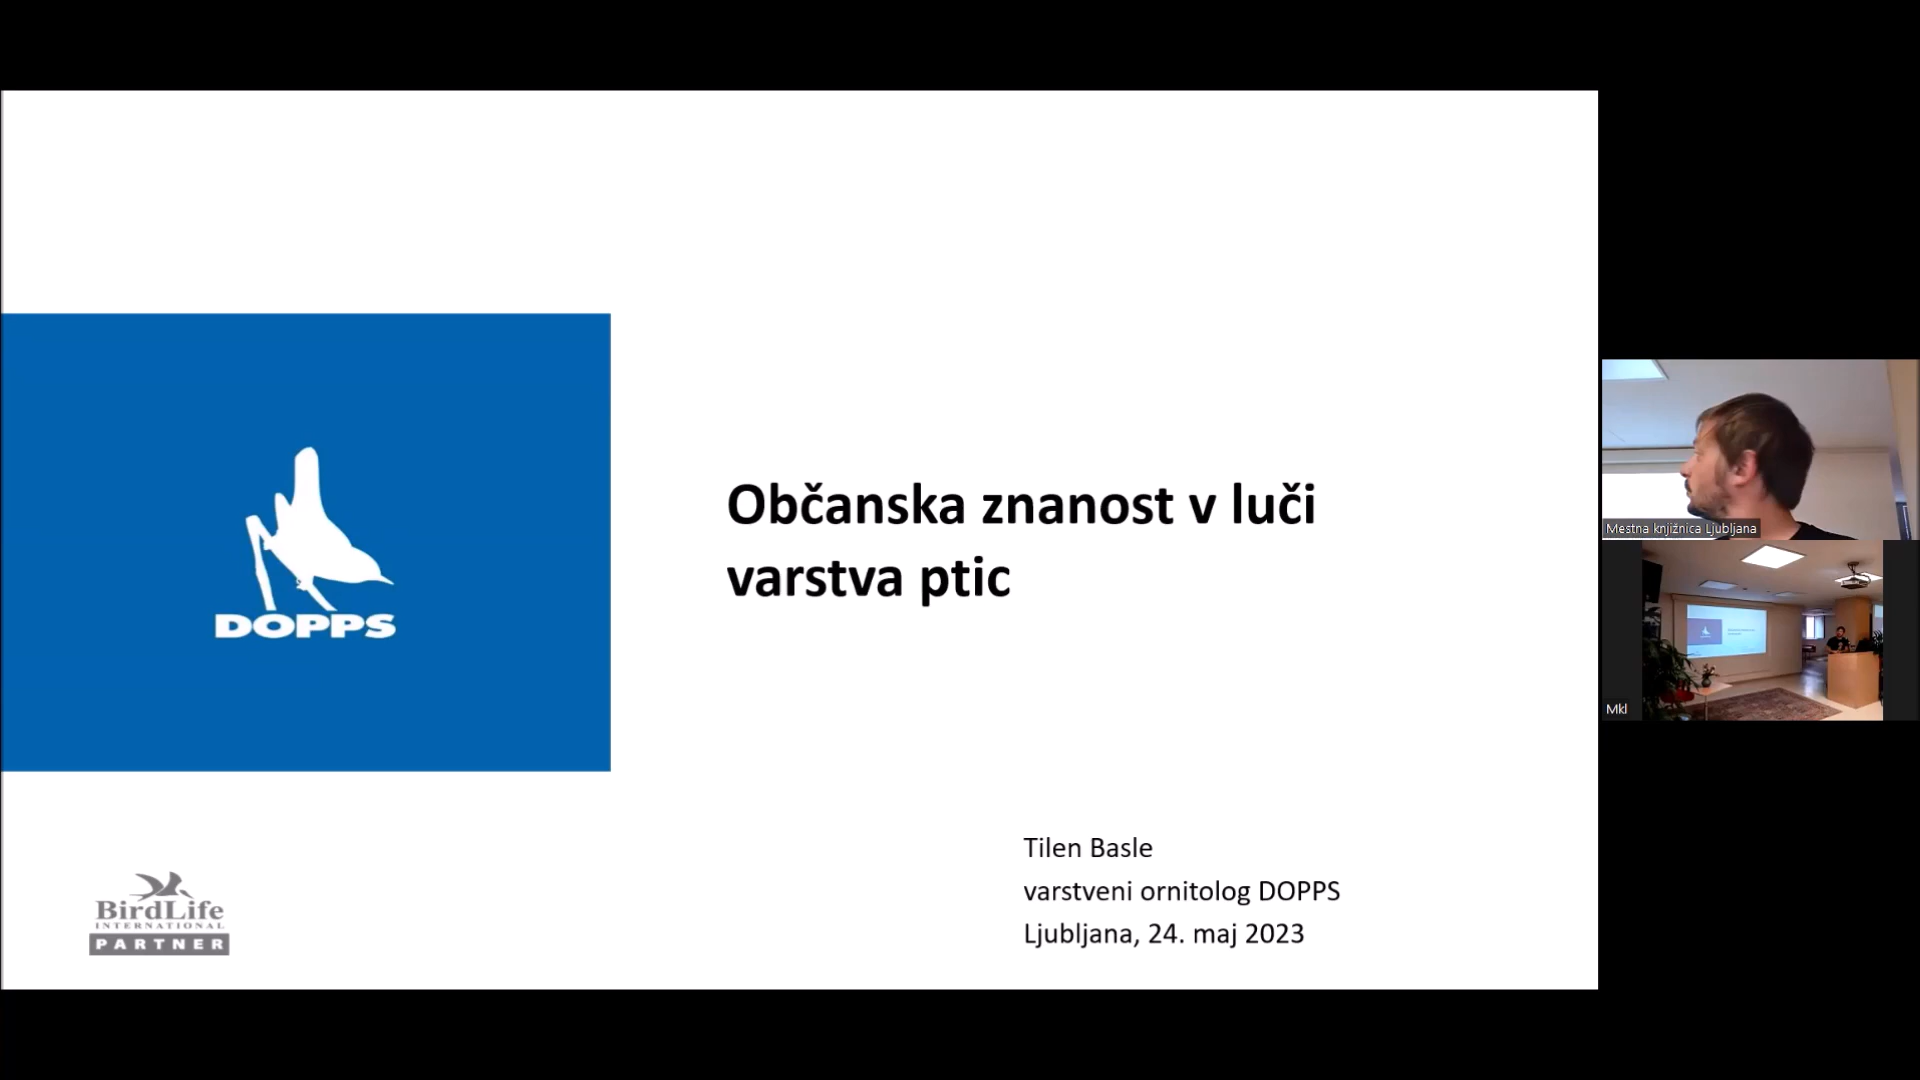 Občanska znanost v luči
varstva ptic
DOPPS
Tilen Basle
varstveni ornitolog DOPPS
Ljubljana, 24. maj 2023
BirdLife
INTERNATIONAL
PARTNER
Mestna knjižnica Ljubljana
Mkl